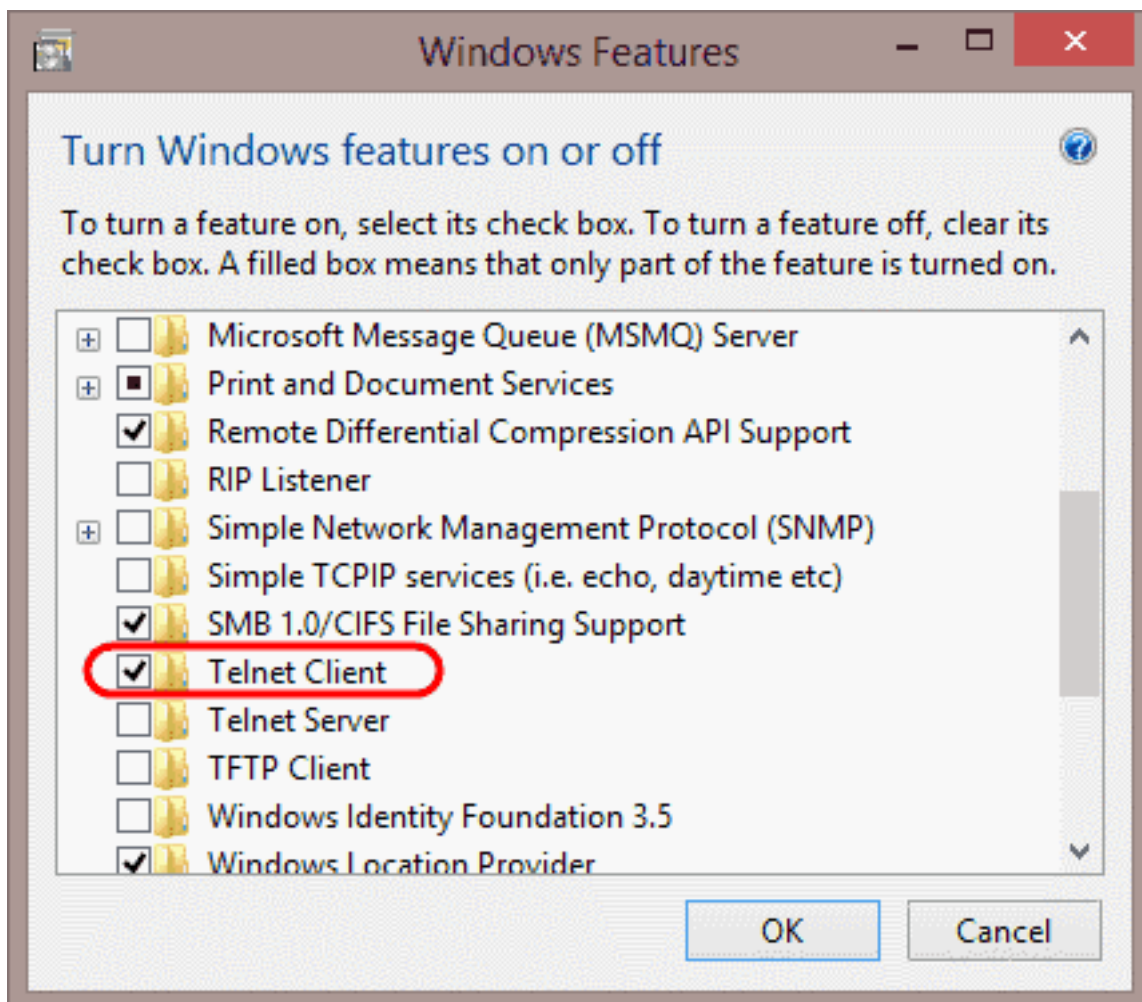 Windows Features
Turn Windows features on or off
To turn a feature on, select its check box. To turn a feature off, clear its
check box. A filled box means that only part of the feature is turned on.
Microsoft Message Queue (MSMQ) Server
Print and Document Services
Remote Differential Compression API Support
RIP Listener
Simple Network Management Protocol (SNMP)
Simple TCPIP services (i.e. echo, daytime etc)
SMB 1.0/CIFS File Sharing Support
Telnet Client
Telnet Server
TFTP Client
Windows Identity Foundation 3.5
Windows Location Provider
OK Cancel